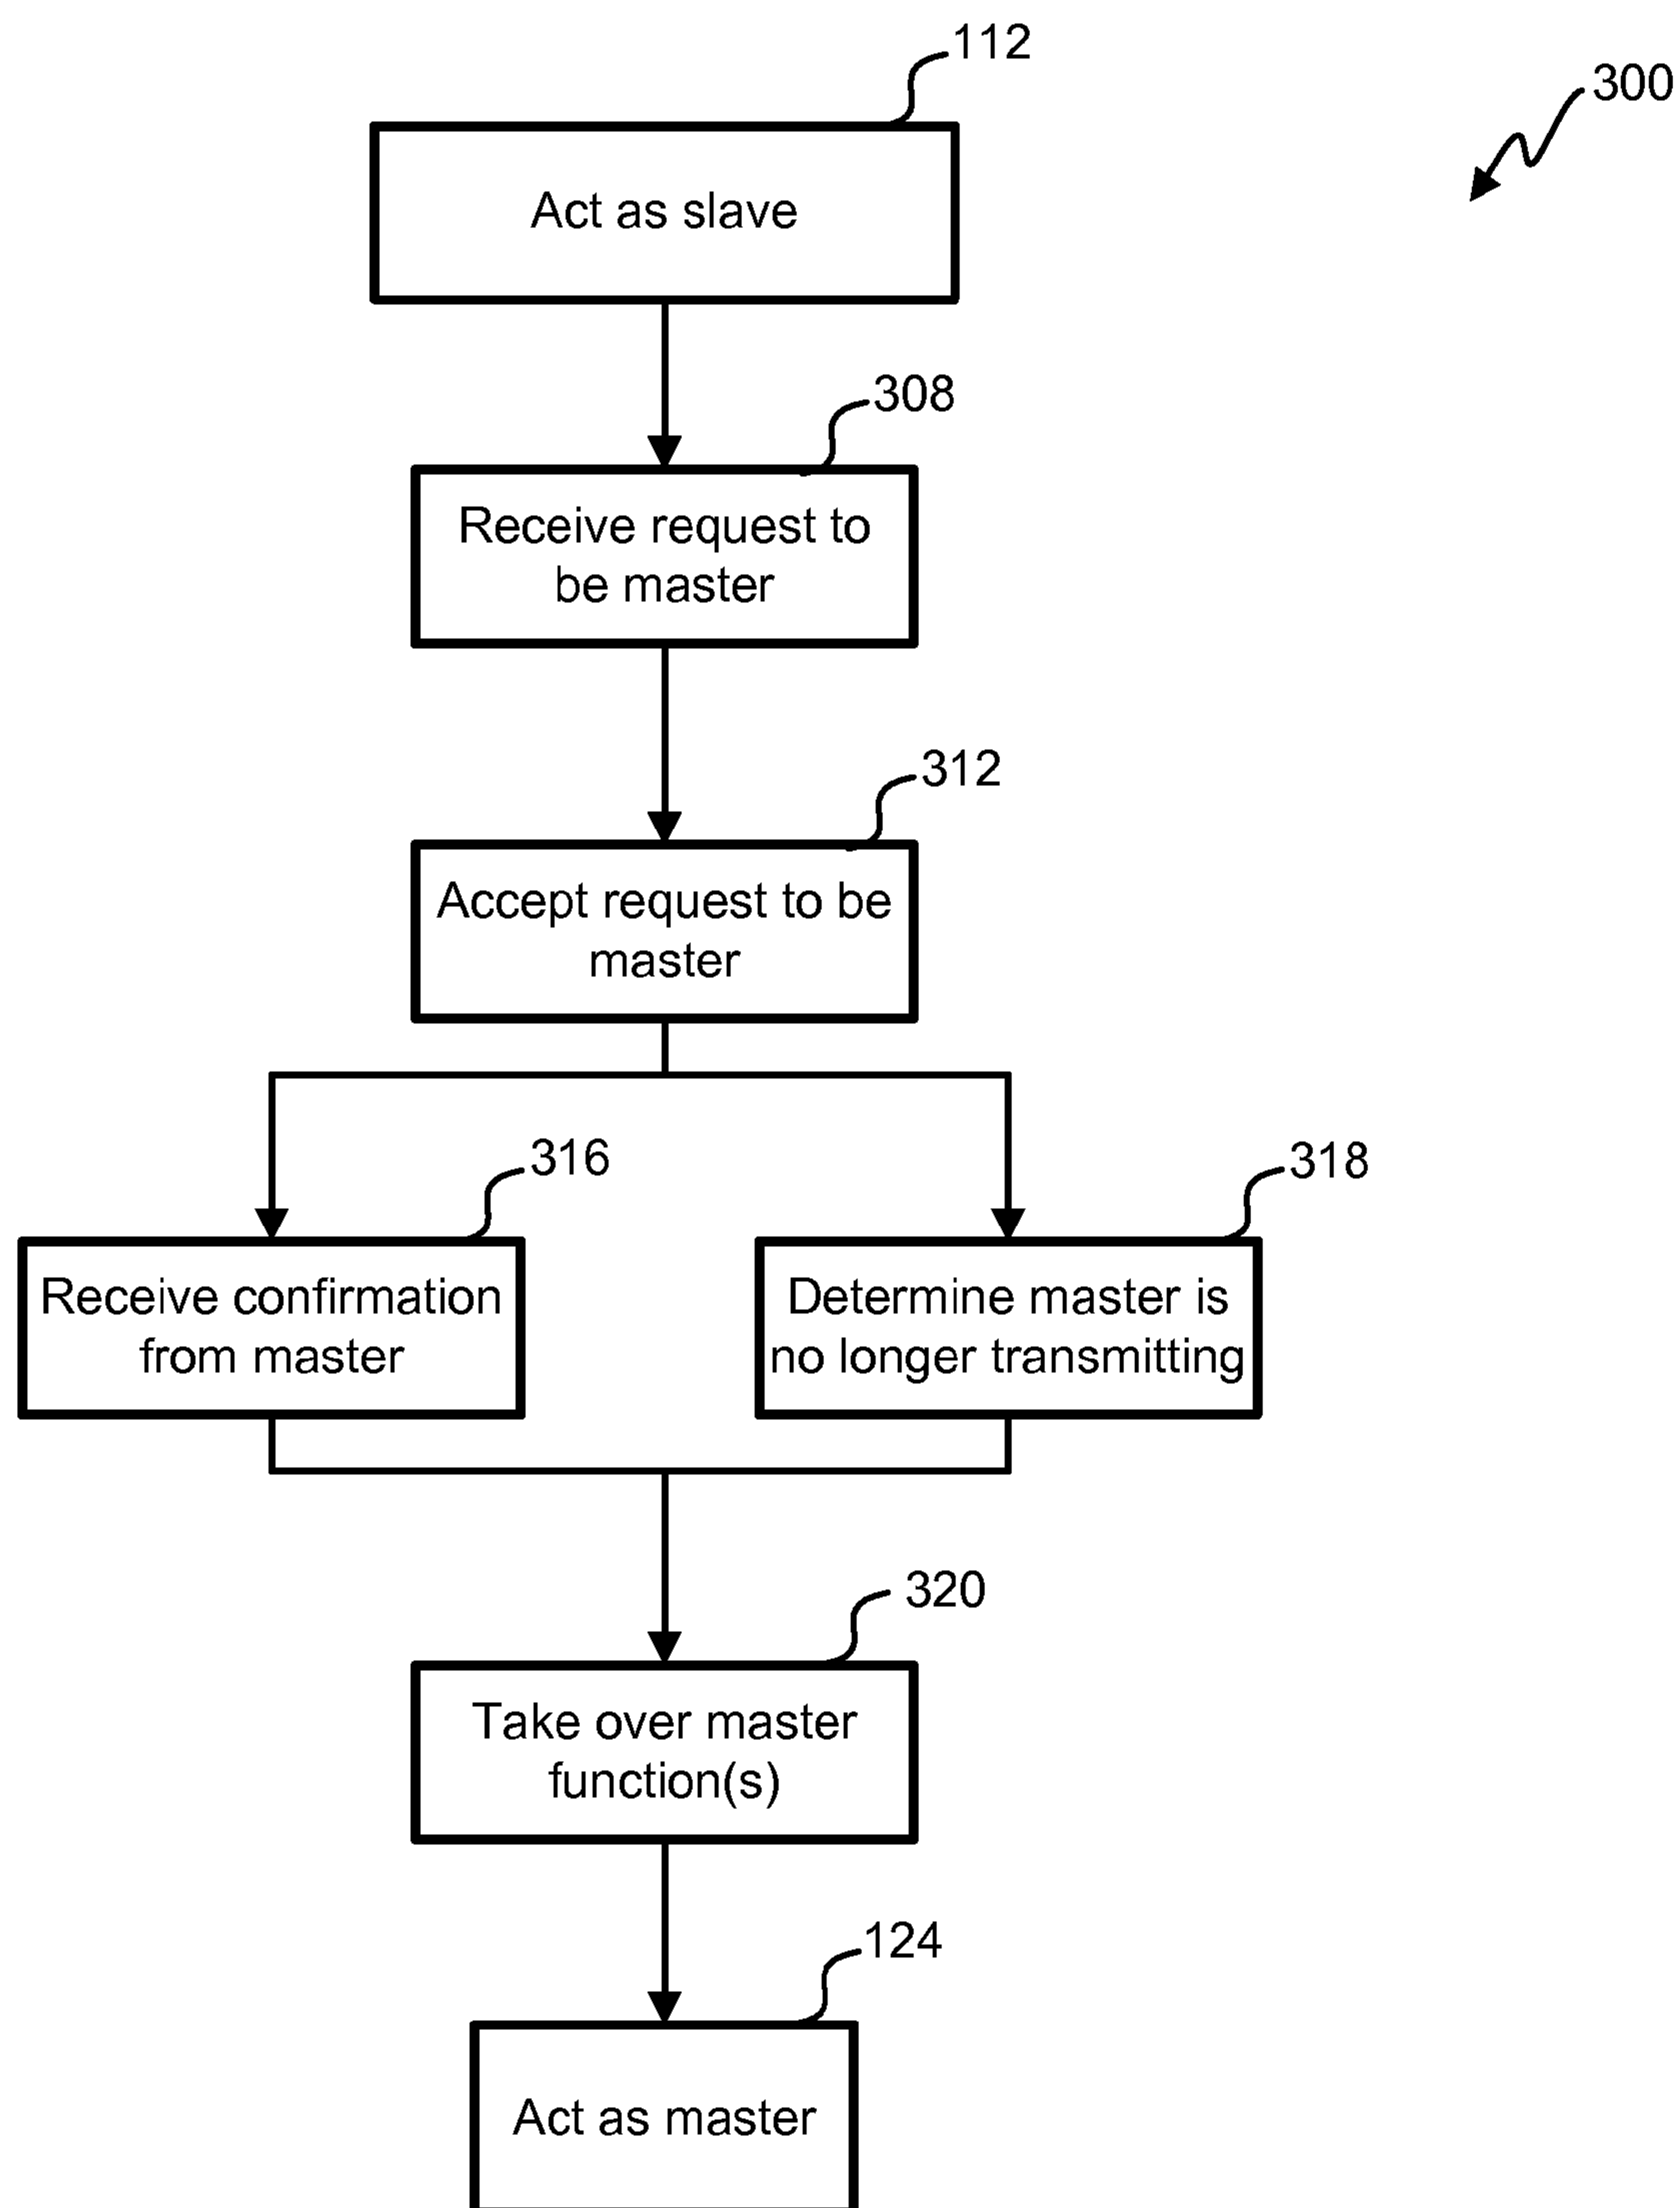 112
300
Act as slave
308
Receive request to
be master
312
Accept request to be
master
316
318
Receive confirmation
from master
Determine master is
no longer transmitting
320
Take over master
function(s)
124
Act as master